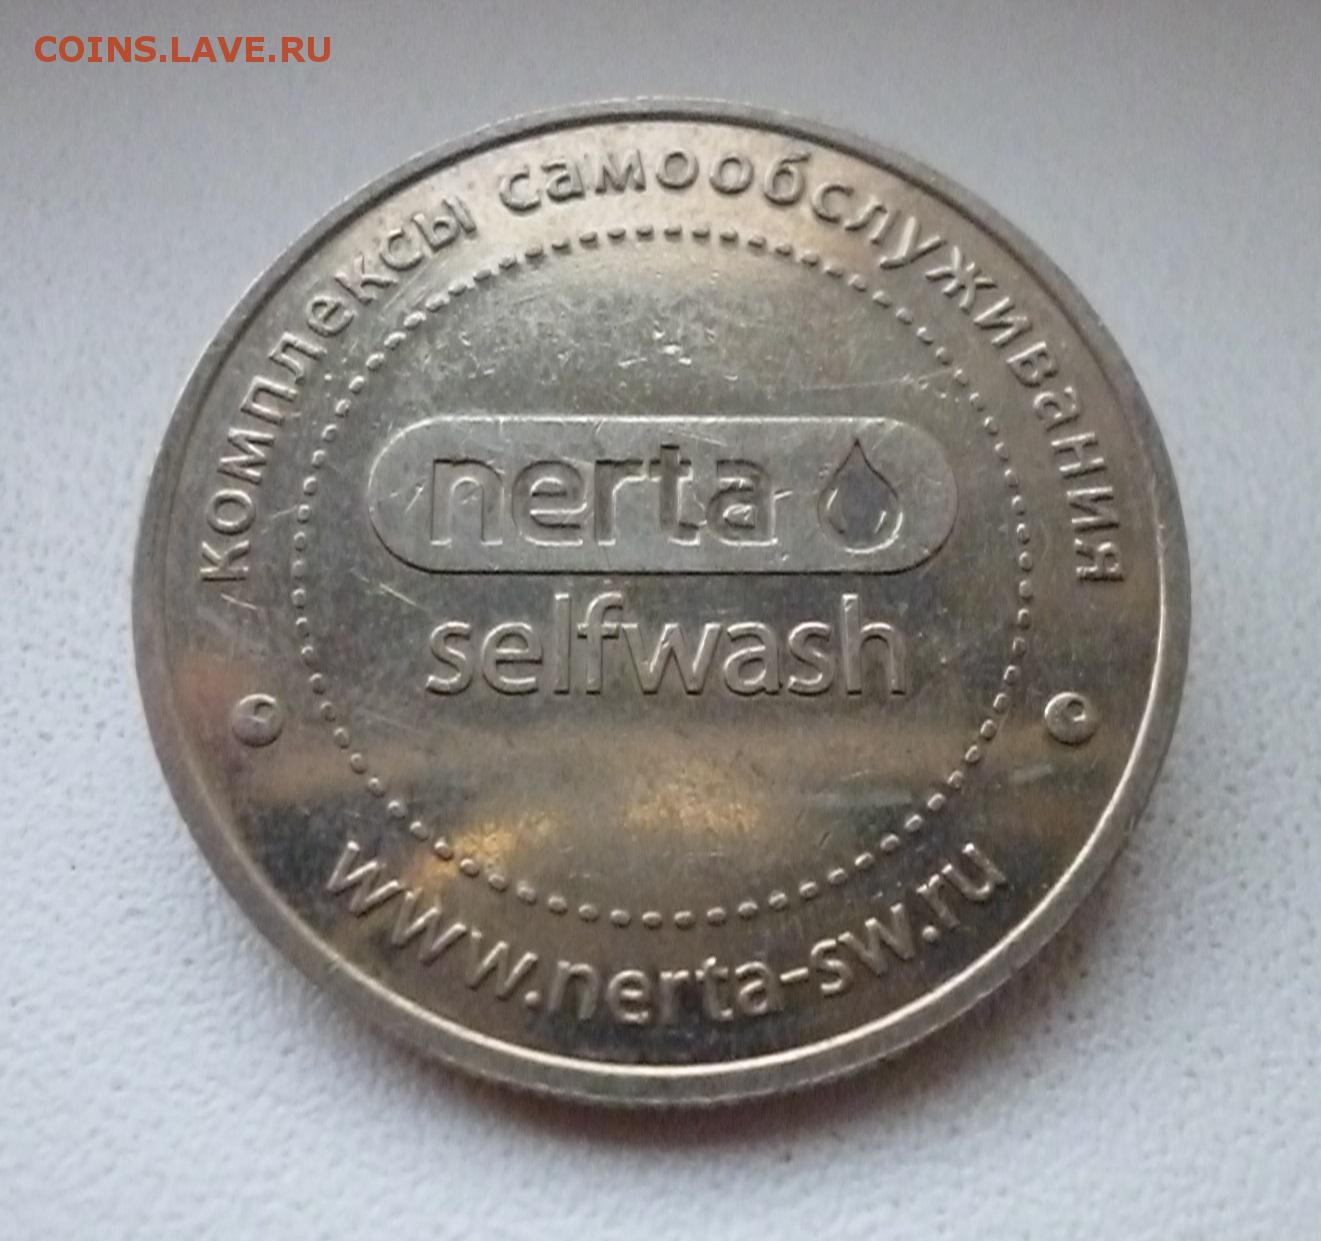 COINS.LAVE.RU
Комплексы самообслуживания
nerta
selfwash
www.nerta-sw.ru